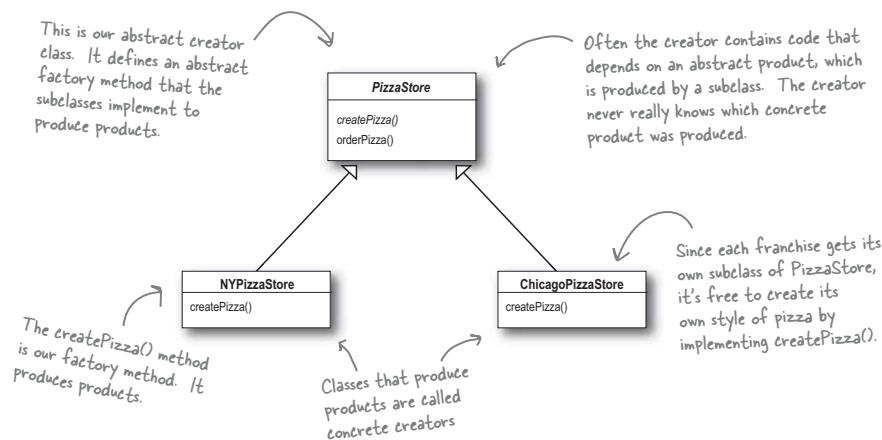 This is our abstract creator
class. It defines an abstract
factory method that the
subclasses implement to
produce products.
Often the creator contains code that
depends on an abstract product, which
is produced by a subclass. The creator
never really knows which concrete
product was produced.
PizzaStore
createPizza()
orderPizza()
NYPizzaStore
createPizza()
ChicagoPizzaStore
createPizza()
Since each franchise gets its
own subclass of PizzaStore,
it's free to create its
own style of pizza by
implementing createPizza().
The createPizza() method
is our factory method. It
produces products.
Classes that produce
products are called
concrete creators